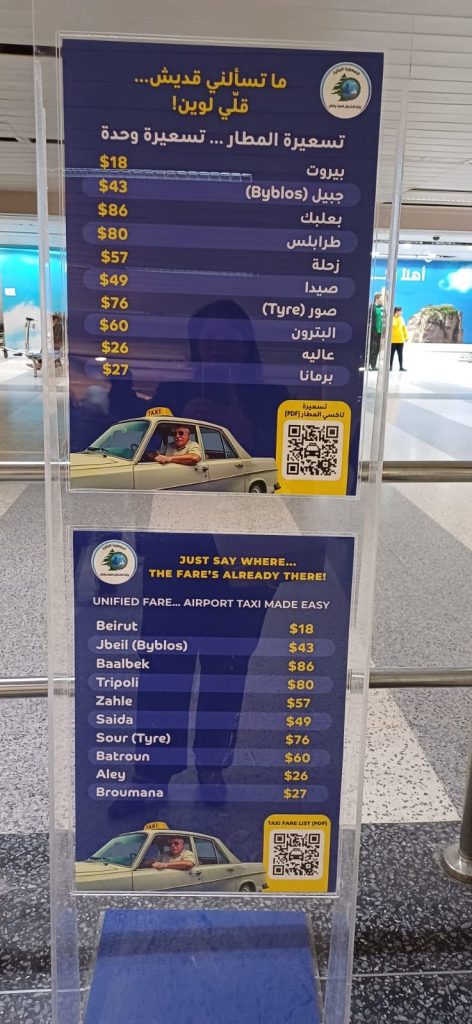 ما تسألني قديش...
قلّي لوين!
تسعيرة المطار ... تسعيرة وحدة
بيروت $18
جبيل (Byblos) $43
بعلبك $86
طرابلس $80
زحلة $57
صيدا $49
صور (Tyre) $76
البترون $60
عاليه $26
برمانا $27
TAXI
تسعيرة
تاكسي المطار (PDF)
أهلا
JUST SAY WHERE...
THE FARE'S ALREADY THERE!
UNIFIED FARE... AIRPORT TAXI MADE EASY
Beirut $18
Jbeil (Byblos) $43
Baalbek $86
Tripoli $80
Zahle $57
Saida $49
Sour (Tyre) $76
Batroun $60
Aley $26
Broumana $27
TAXI
TAXI FARE LIST (PDF)